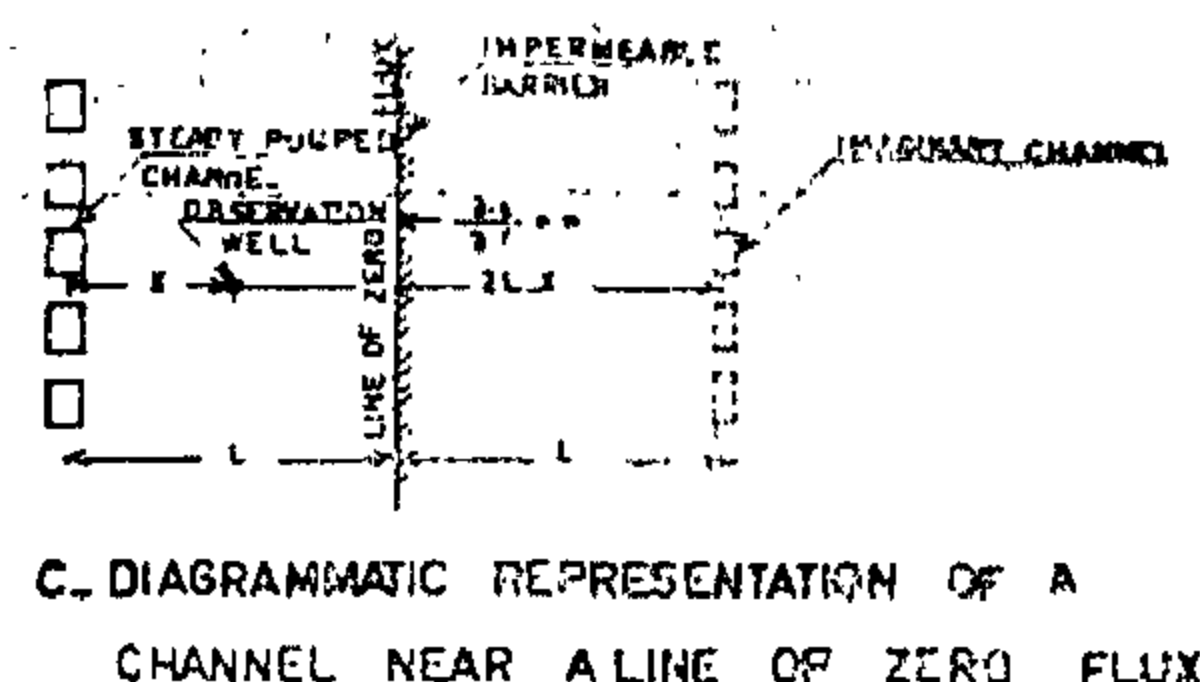 IMPERMEABLE
BARRIER
STEADY PUMPED
CHANNEL
OBSERVATION
WELL
LINE OF ZERO FLUX
CHANNEL
X
2L-X
L
L
C- DIAGRAMMATIC REPRESENTATION OF A
CHANNEL NEAR A LINE OF ZERO FLUX